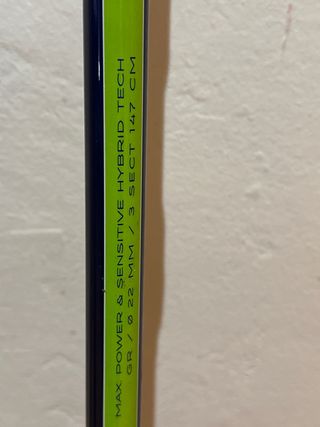 MAX POWER & SENSITIVE HYBRID TECH
GR / Ø 22 MM / 3 SECT 147 CM